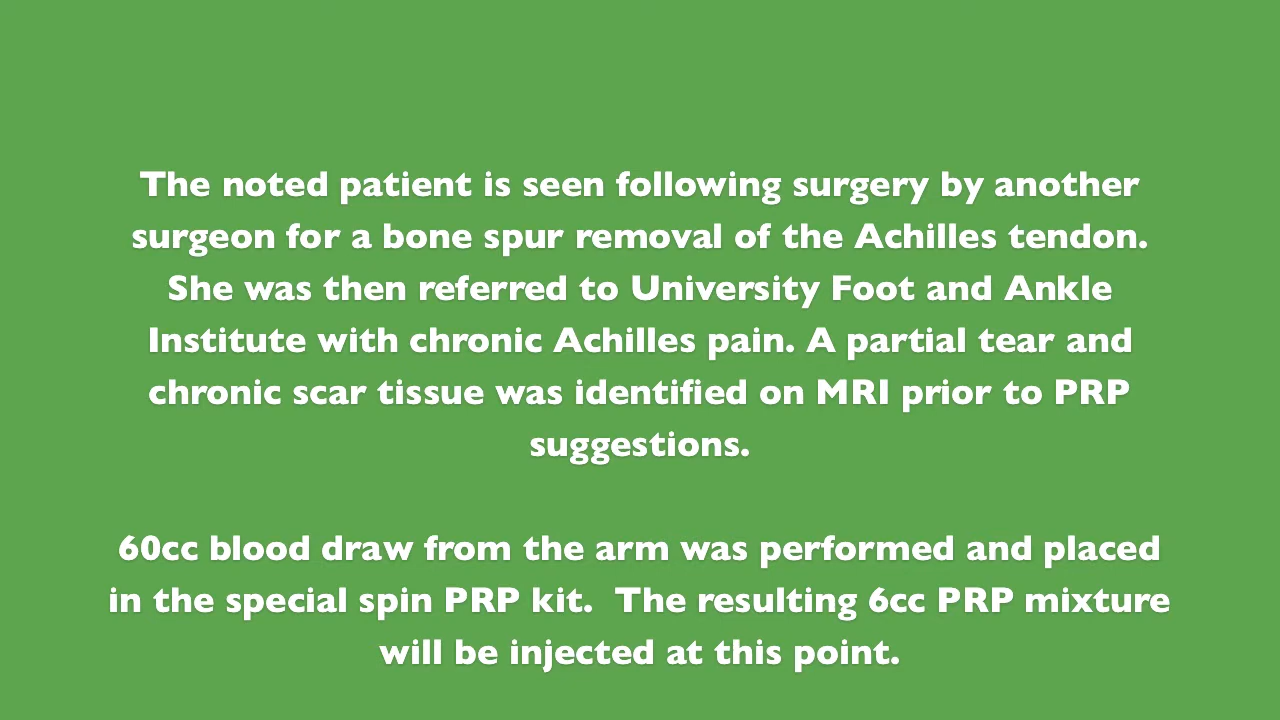 The noted patient is seen following surgery by another
surgeon for a bone spur removal of the Achilles tendon.
She was then referred to University Foot and Ankle
Institute with chronic Achilles pain. A partial tear and
chronic scar tissue was identified on MRI prior to PRP
suggestions.
60cc blood draw from the arm was performed and placed
in the special spin PRP kit.  The resulting 6cc PRP mixture
will be injected at this point.